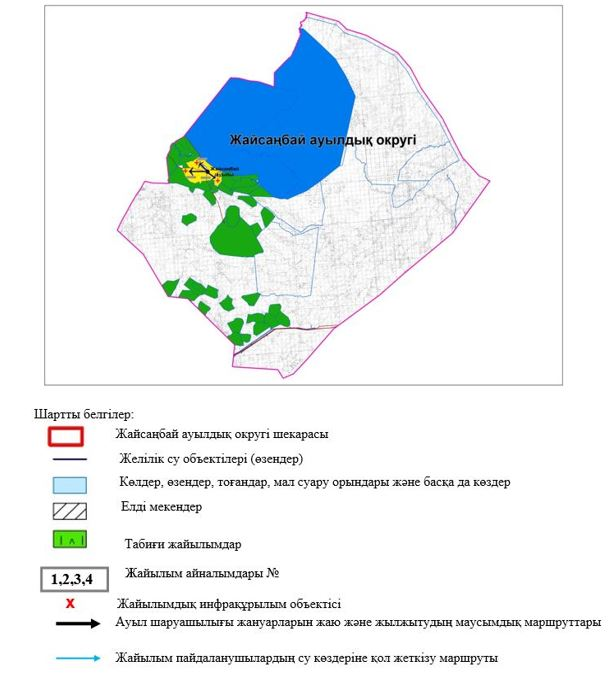 Жайсаңбай ауылдық округі
Шартты белгілер:
Жайсаңбай ауылдық округі шекарасы
Желілік су объектілері (өзендер)
Көлдер, өзендер, тоғандар, мал суару орындары және басқа да көздер
Елді мекендер
Табиғи жайылымдар
1,2,3,4 Жайылым айналымдары №
X Жайылымдық инфрақұрылым объектісі
Ауыл шаруашылығы жануарларын жаю және жылжытудың маусымдық маршруттары
Жайылым пайдаланушылардың су көздеріне қол жеткізу маршруты